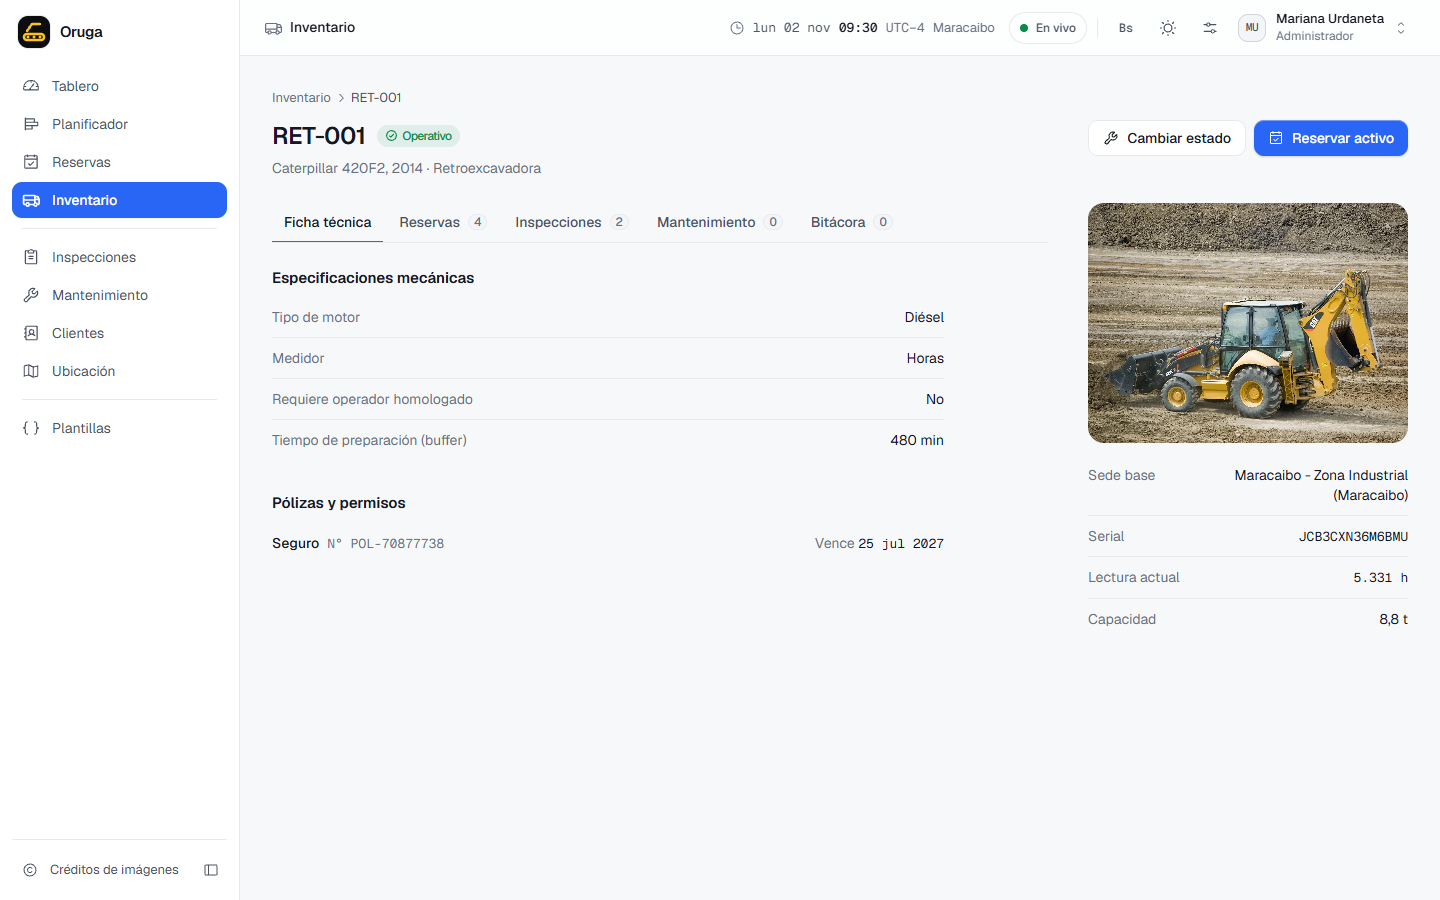 Oruga
Tablero
Planificador
Reservas
Inventario
Inspecciones
Mantenimiento
Clientes
Ubicación
Plantillas
Créditos de imágenes
Inventario
lun 02 nov 09:30 UTC−4 Maracaibo
En vivo
Bs
MU
Mariana Urdaneta
Administrador
Inventario > RET-001
RET-001 Operativo
Caterpillar 420F2, 2014 · Retroexcavadora
Cambiar estado
Reservar activo
Ficha técnica Reservas 4 Inspecciones 2 Mantenimiento 0 Bitácora 0
Especificaciones mecánicas
Tipo de motor Diésel
Medidor Horas
Requiere operador homologado No
Tiempo de preparación (buffer) 480 min
Pólizas y permisos
Seguro N° POL-70877738 Vence 25 jul 2027
Sede base Maracaibo - Zona Industrial
(Maracaibo)
Serial JCB3CXN36M6BMU
Lectura actual 5.331 h
Capacidad 8,8 t